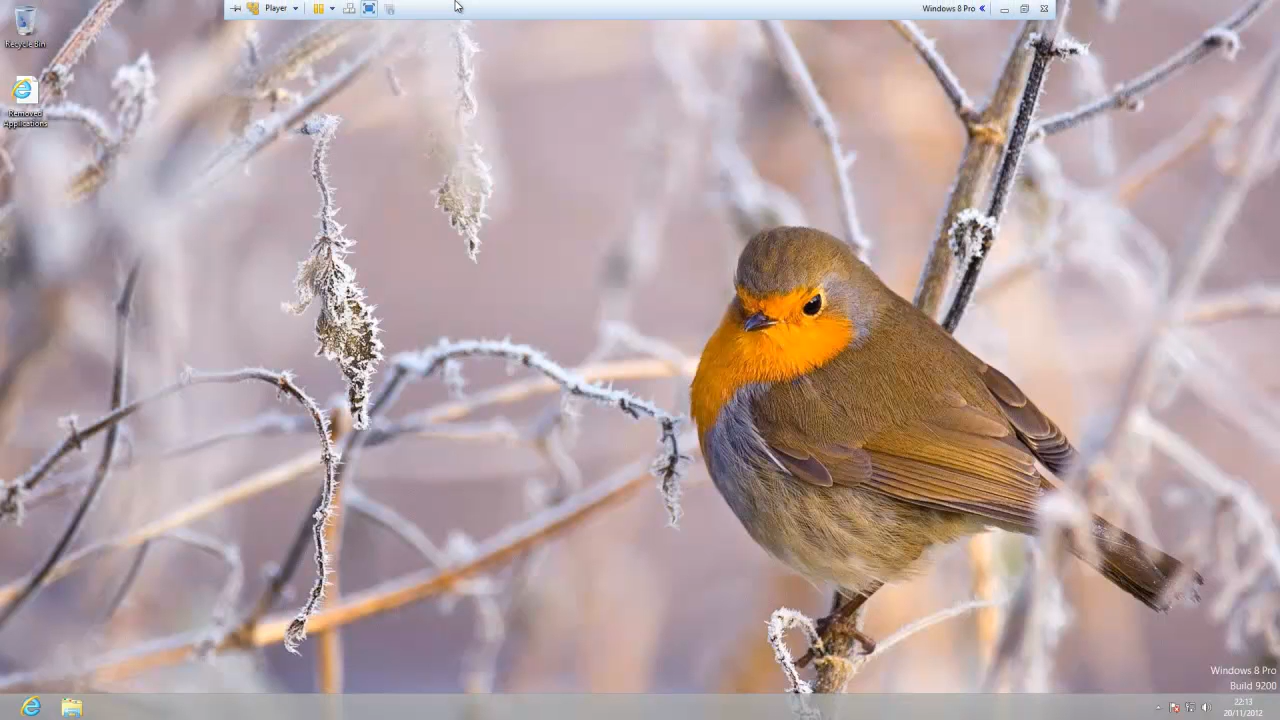 Player
Windows 8 Pro
Recycle Bin
Removed
Applications
Windows 8 Pro
Build 9200
22:13
20/11/2012